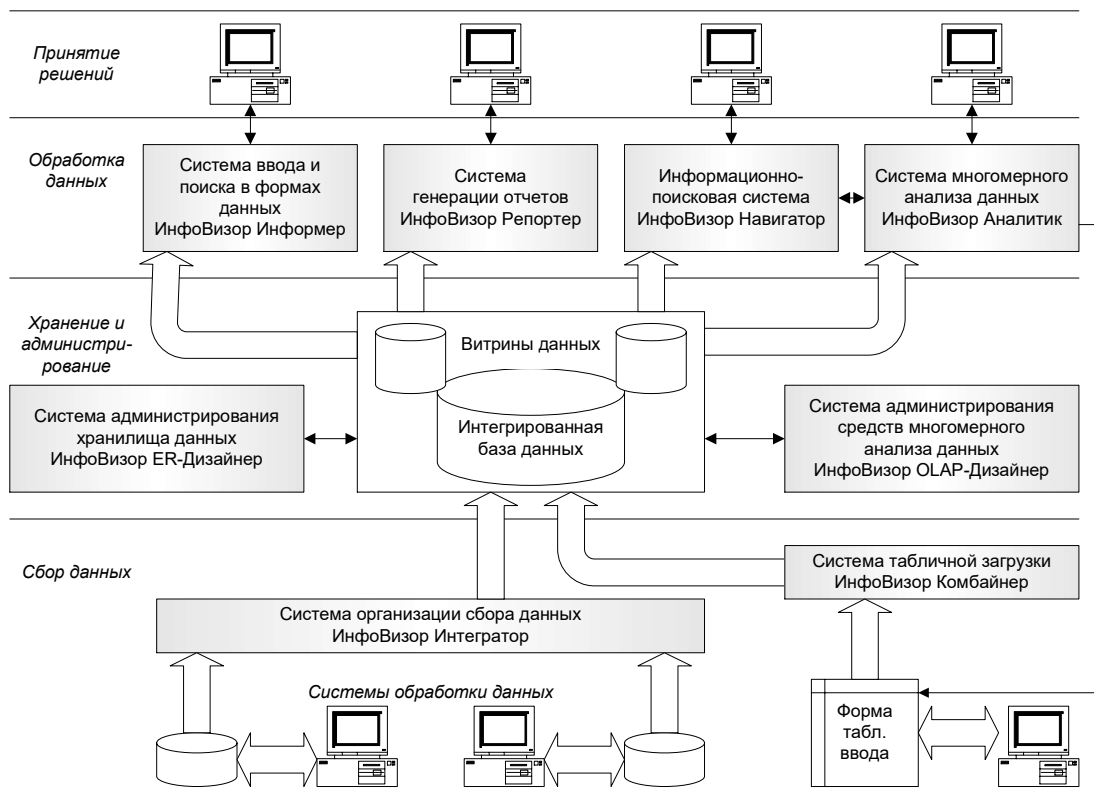 Принятие
решений
Обработка
данных
Система ввода и
поиска в формах
данных
ИнфоВизор Информер
Система
генерации отчетов
ИнфоВизор Репортер
Информационно-
поисковая система
ИнфоВизор Навигатор
Система многомерного
анализа данных
ИнфоВизор Аналитик
Хранение и
администри-
рование
Витрины данных
Интегрированная
база данных
Система администрирования
хранилища данных
ИнфоВизор ER-Дизайнер
Система администрирования
средств многомерного
анализа данных
ИнфоВизор OLAP-Дизайнер
Сбор данных
Система табличной загрузки
ИнфоВизор Комбайнер
Система организации сбора данных
ИнфоВизор Интегратор
Системы обработки данных
Форма
табл.
ввода